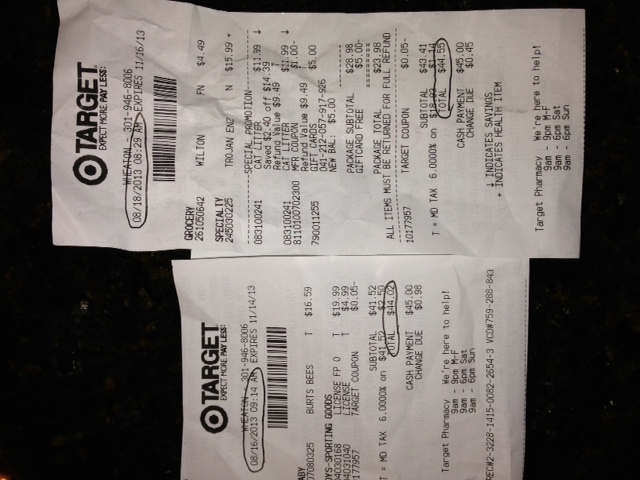 TARGET
EXPECT MORE. PAY LESS.
WHEATON - 301-946-8006
08/16/2013 09:14 AM EXPIRES 11/14/13
ABY
07080325 BURTS BEES T $16.59
OYS-SPORTING GOODS
04030168 LICENSE FP O T $19.99
04031040 LICENSE T $4.99
0177957 TARGET COUPON $0.05-
SUBTOTAL $41.52
T = MD TAX 6.0000% on $41.52 $2.50
TOTAL $44.02
CASH PAYMENT $45.00
CHANGE DUE $0.98
Target Pharmacy We're here to help!
9am - 9pm M-F
9am - 6pm Sat
9am - 6pm Sun
REC#2-3228-1415-0082-2654-3 VCD#759-288-843
TARGET
EXPECT MORE. PAY LESS.
WHEATON - 301-946-8006
08/18/2013 08:29 AM EXPIRES 11/16/13
GROCERY
261050642 WILTON FN $4.49
SPECIALTY
245030225 TROJAN ENZ N $15.99 +
SPECIAL PROMOTION
083100241 CAT LITTER $11.99 ↓
Saved $2.40 off $14.39
Refund Value $9.49 T
083100241 CAT LITTER $11.99 ↓
8110100702300 MFR COUPON $1.00-
Refund Value $9.49 T
790011255 GIFT CARDS $5.00
041-212-057-917-926
NEW BAL: $5.00
PACKAGE SUBTOTAL $28.98
GIFTCARD FREE $5.00-
=========
PACKAGE TOTAL $23.98
ALL ITEMS MUST BE RETURNED FOR FULL REFUND
10177957 TARGET COUPON $0.05-
SUBTOTAL $43.41
T = MD TAX 6.0000% on $18.93 $1.14
TOTAL $44.55
CASH PAYMENT $45.00
CHANGE DUE $0.45
↓ INDICATES SAVINGS
+ INDICATES HEALTH ITEM
Target Pharmacy We're here to help!
9am - 9pm M-F
9am - 6pm Sat
9am - 6pm Sun